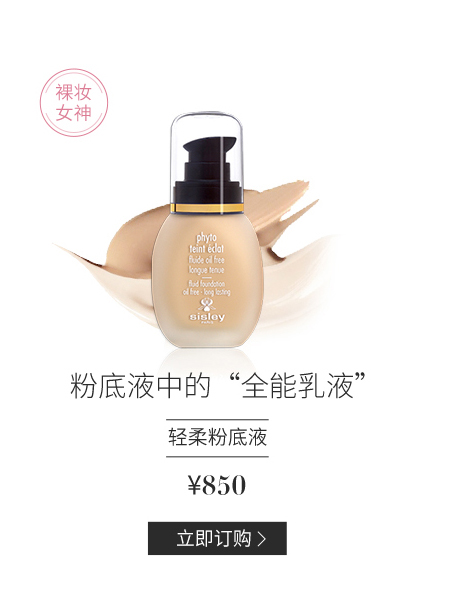 裸妆
女神
phyto
teint éclat
fluide oil free
longue tenue
fluid foundation
oil free - long lasting
sisley
PARIS
粉底液中的“全能乳液”
轻柔粉底液
¥850
立即订购 >